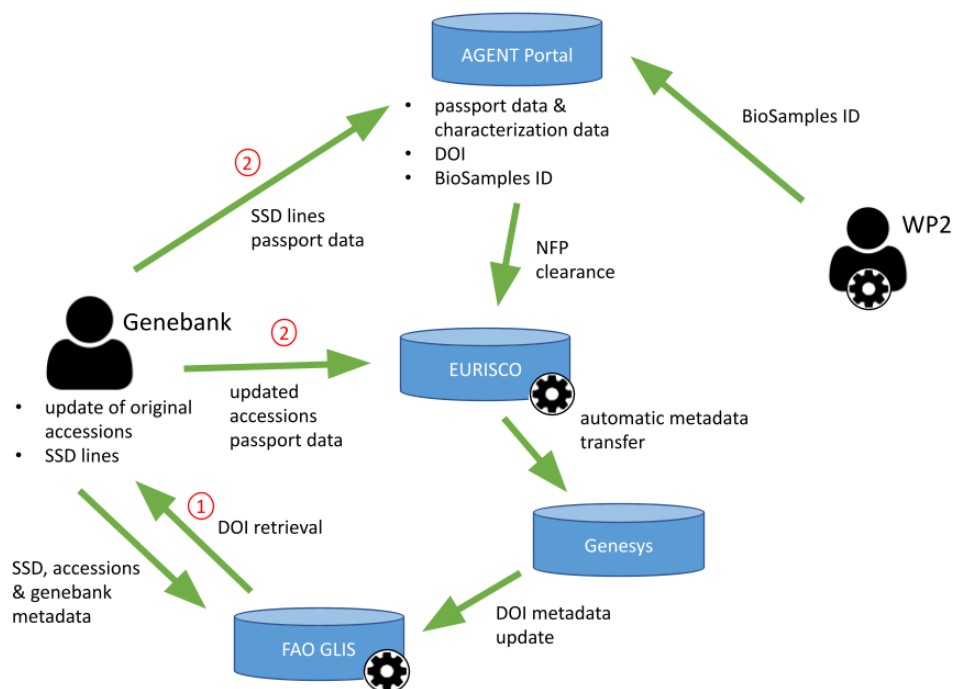 AGENT Portal
• passport data &
characterization data
• DOI
• BioSamples ID
BioSamples ID
②
SSD lines
passport data
WP2
NFP
clearance
Genebank
②
EURISCO
updated
accessions
passport data
• update of original
accessions
• SSD lines
automatic metadata
transfer
①
DOI retrieval
Genesys
SSD, accessions
& genebank
metadata
DOI metadata
update
FAO GLIS